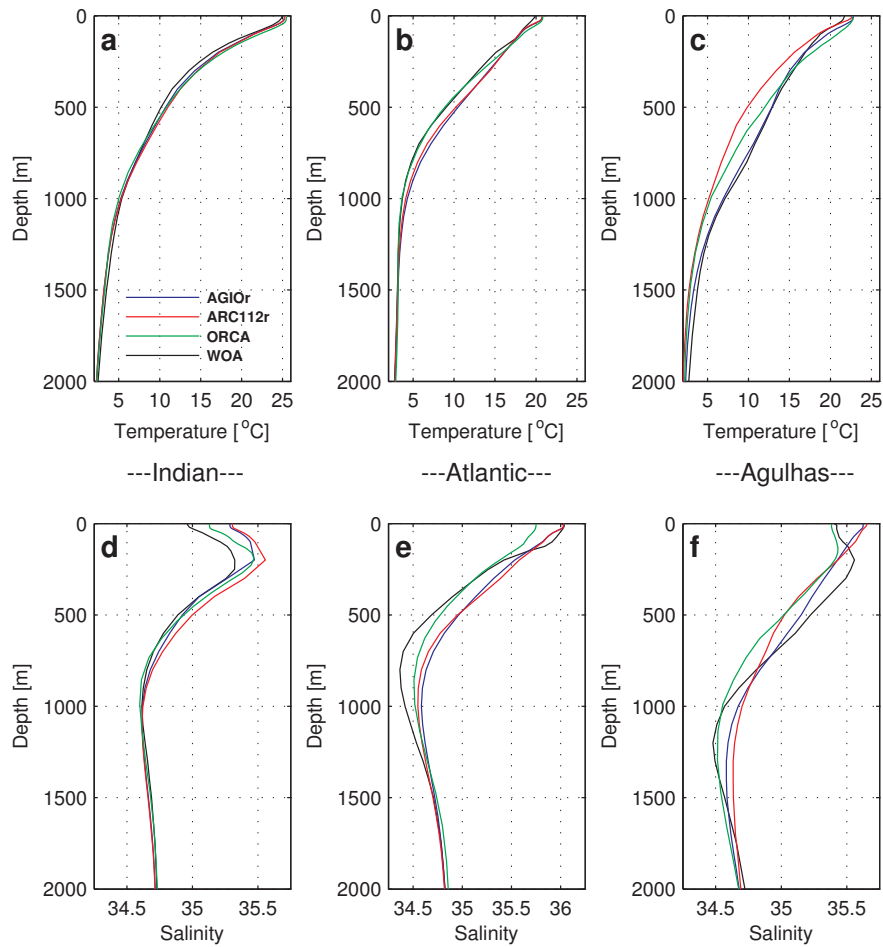 a
b
c
0
500
1000
1500
2000
Depth [m]
0
500
1000
1500
2000
Depth [m]
0
500
1000
1500
2000
Depth [m]
AGIOr
ARC112r
ORCA
WOA
5 10 15 20 25
5 10 15 20 25
5 10 15 20 25
Temperature [°C]
Temperature [°C]
Temperature [°C]
---Indian---
---Atlantic---
---Agulhas---
d
e
f
0
500
1000
1500
2000
Depth [m]
0
500
1000
1500
2000
Depth [m]
0
500
1000
1500
2000
Depth [m]
34.5 35 35.5
34.5 35 35.5 36
34.5 35 35.5
Salinity
Salinity
Salinity